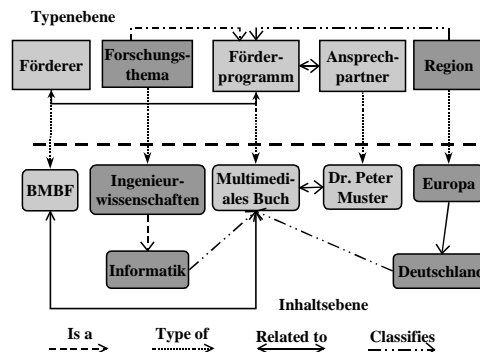 Typenebene
Förderer
Forschungs-
thema
Förder-
programm
Ansprech-
partner
Region
BMBF
Ingenieur-
wissenschaften
Multimedi-
ales Buch
Dr. Peter
Muster
Europa
Informatik
Deutschland
Inhaltsebene
Is a
Type of
Related to
Classifies